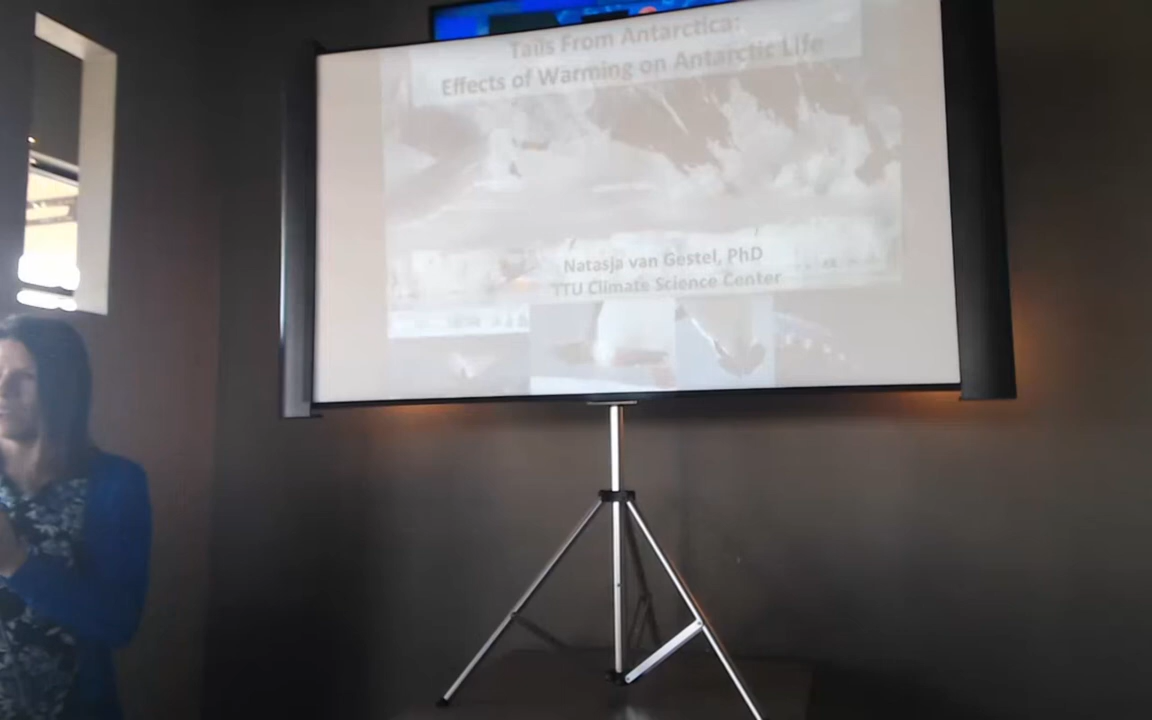 Tails From Antarctica:
Effects of Warming on Antarctic Life
Natasja van Gestel, PhD
TTU Climate Science Center